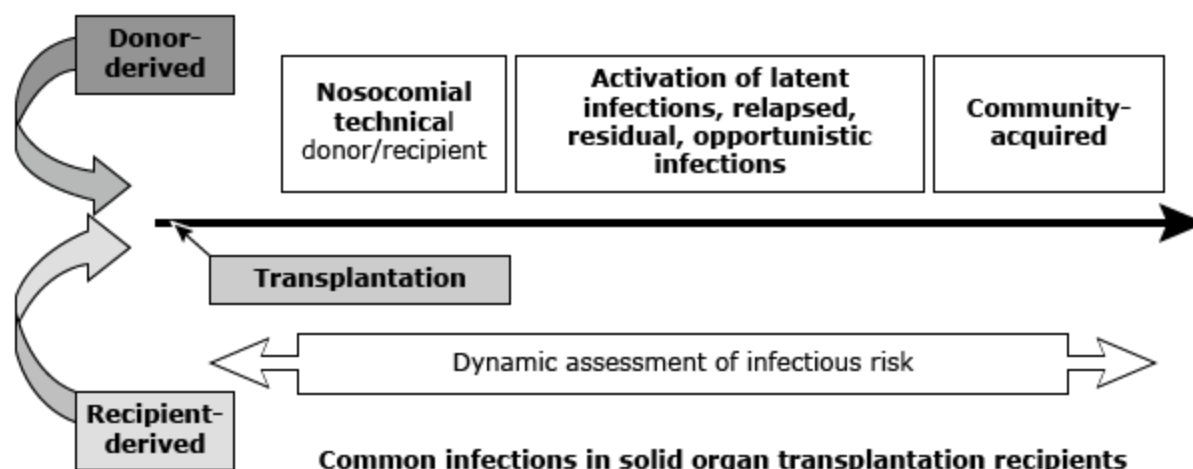 Donor-
derived
Nosocomial
technical
donor/recipient
Activation of latent
infections, relapsed,
residual, opportunistic
infections
Community-
acquired
Transplantation
Dynamic assessment of infectious risk
Recipient-
derived
Common infections in solid organ transplantation recipients